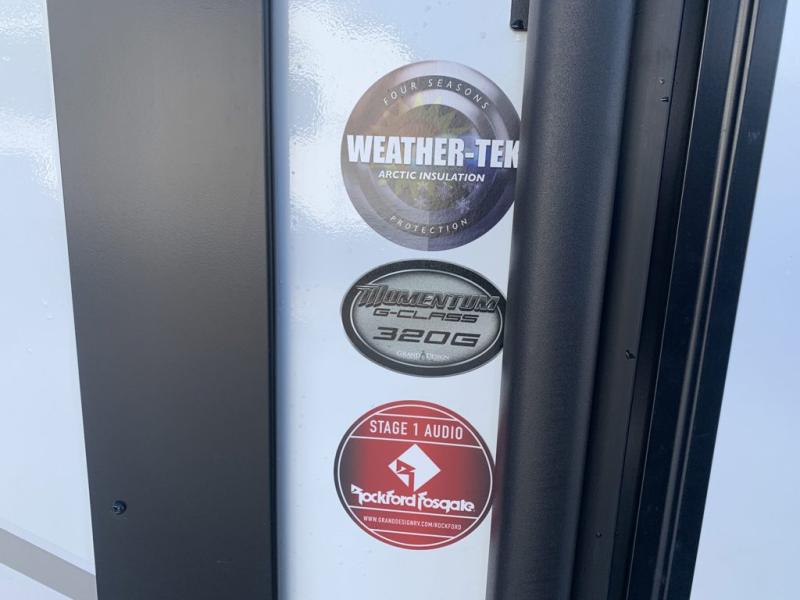 FOUR SEASONS
WEATHER-TEK
ARCTIC INSULATION
PROTECTION
MOMENTUM
G-CLASS
320G
GRAND DESIGN
STAGE 1 AUDIO
Rockford Fosgate
WWW.GRANDDESIGNRV.COM/ROCKFORD